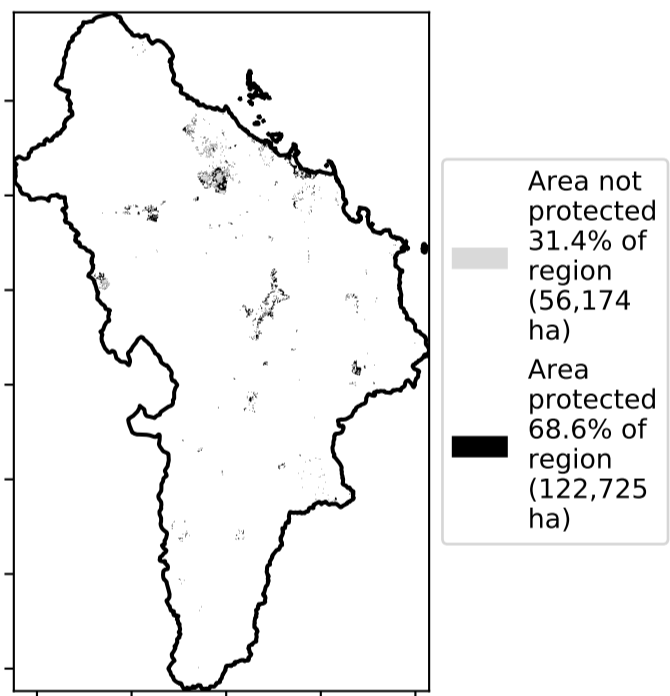 Area not
protected
31.4% of
region
(56,174
ha)
Area
protected
68.6% of
region
(122,725
ha)